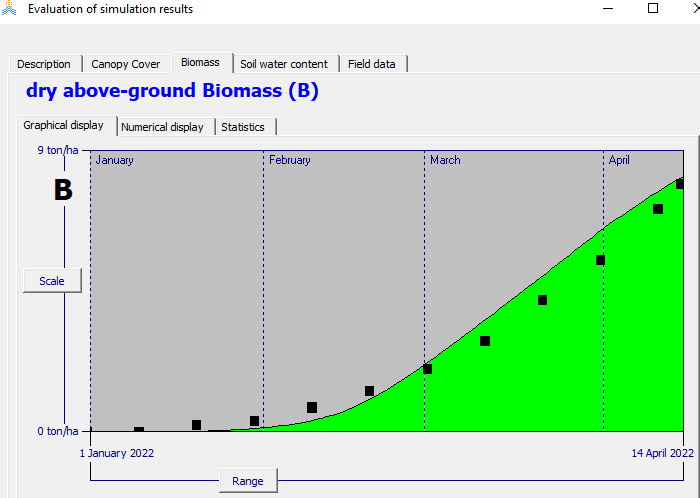 Evaluation of simulation results
Description Canopy Cover Biomass Soil water content Field data
dry above-ground Biomass (B)
Graphical display Numerical display Statistics
9 ton/ha
January February March April
B
Scale
0 ton/ha
1 January 2022 14 April 2022
Range